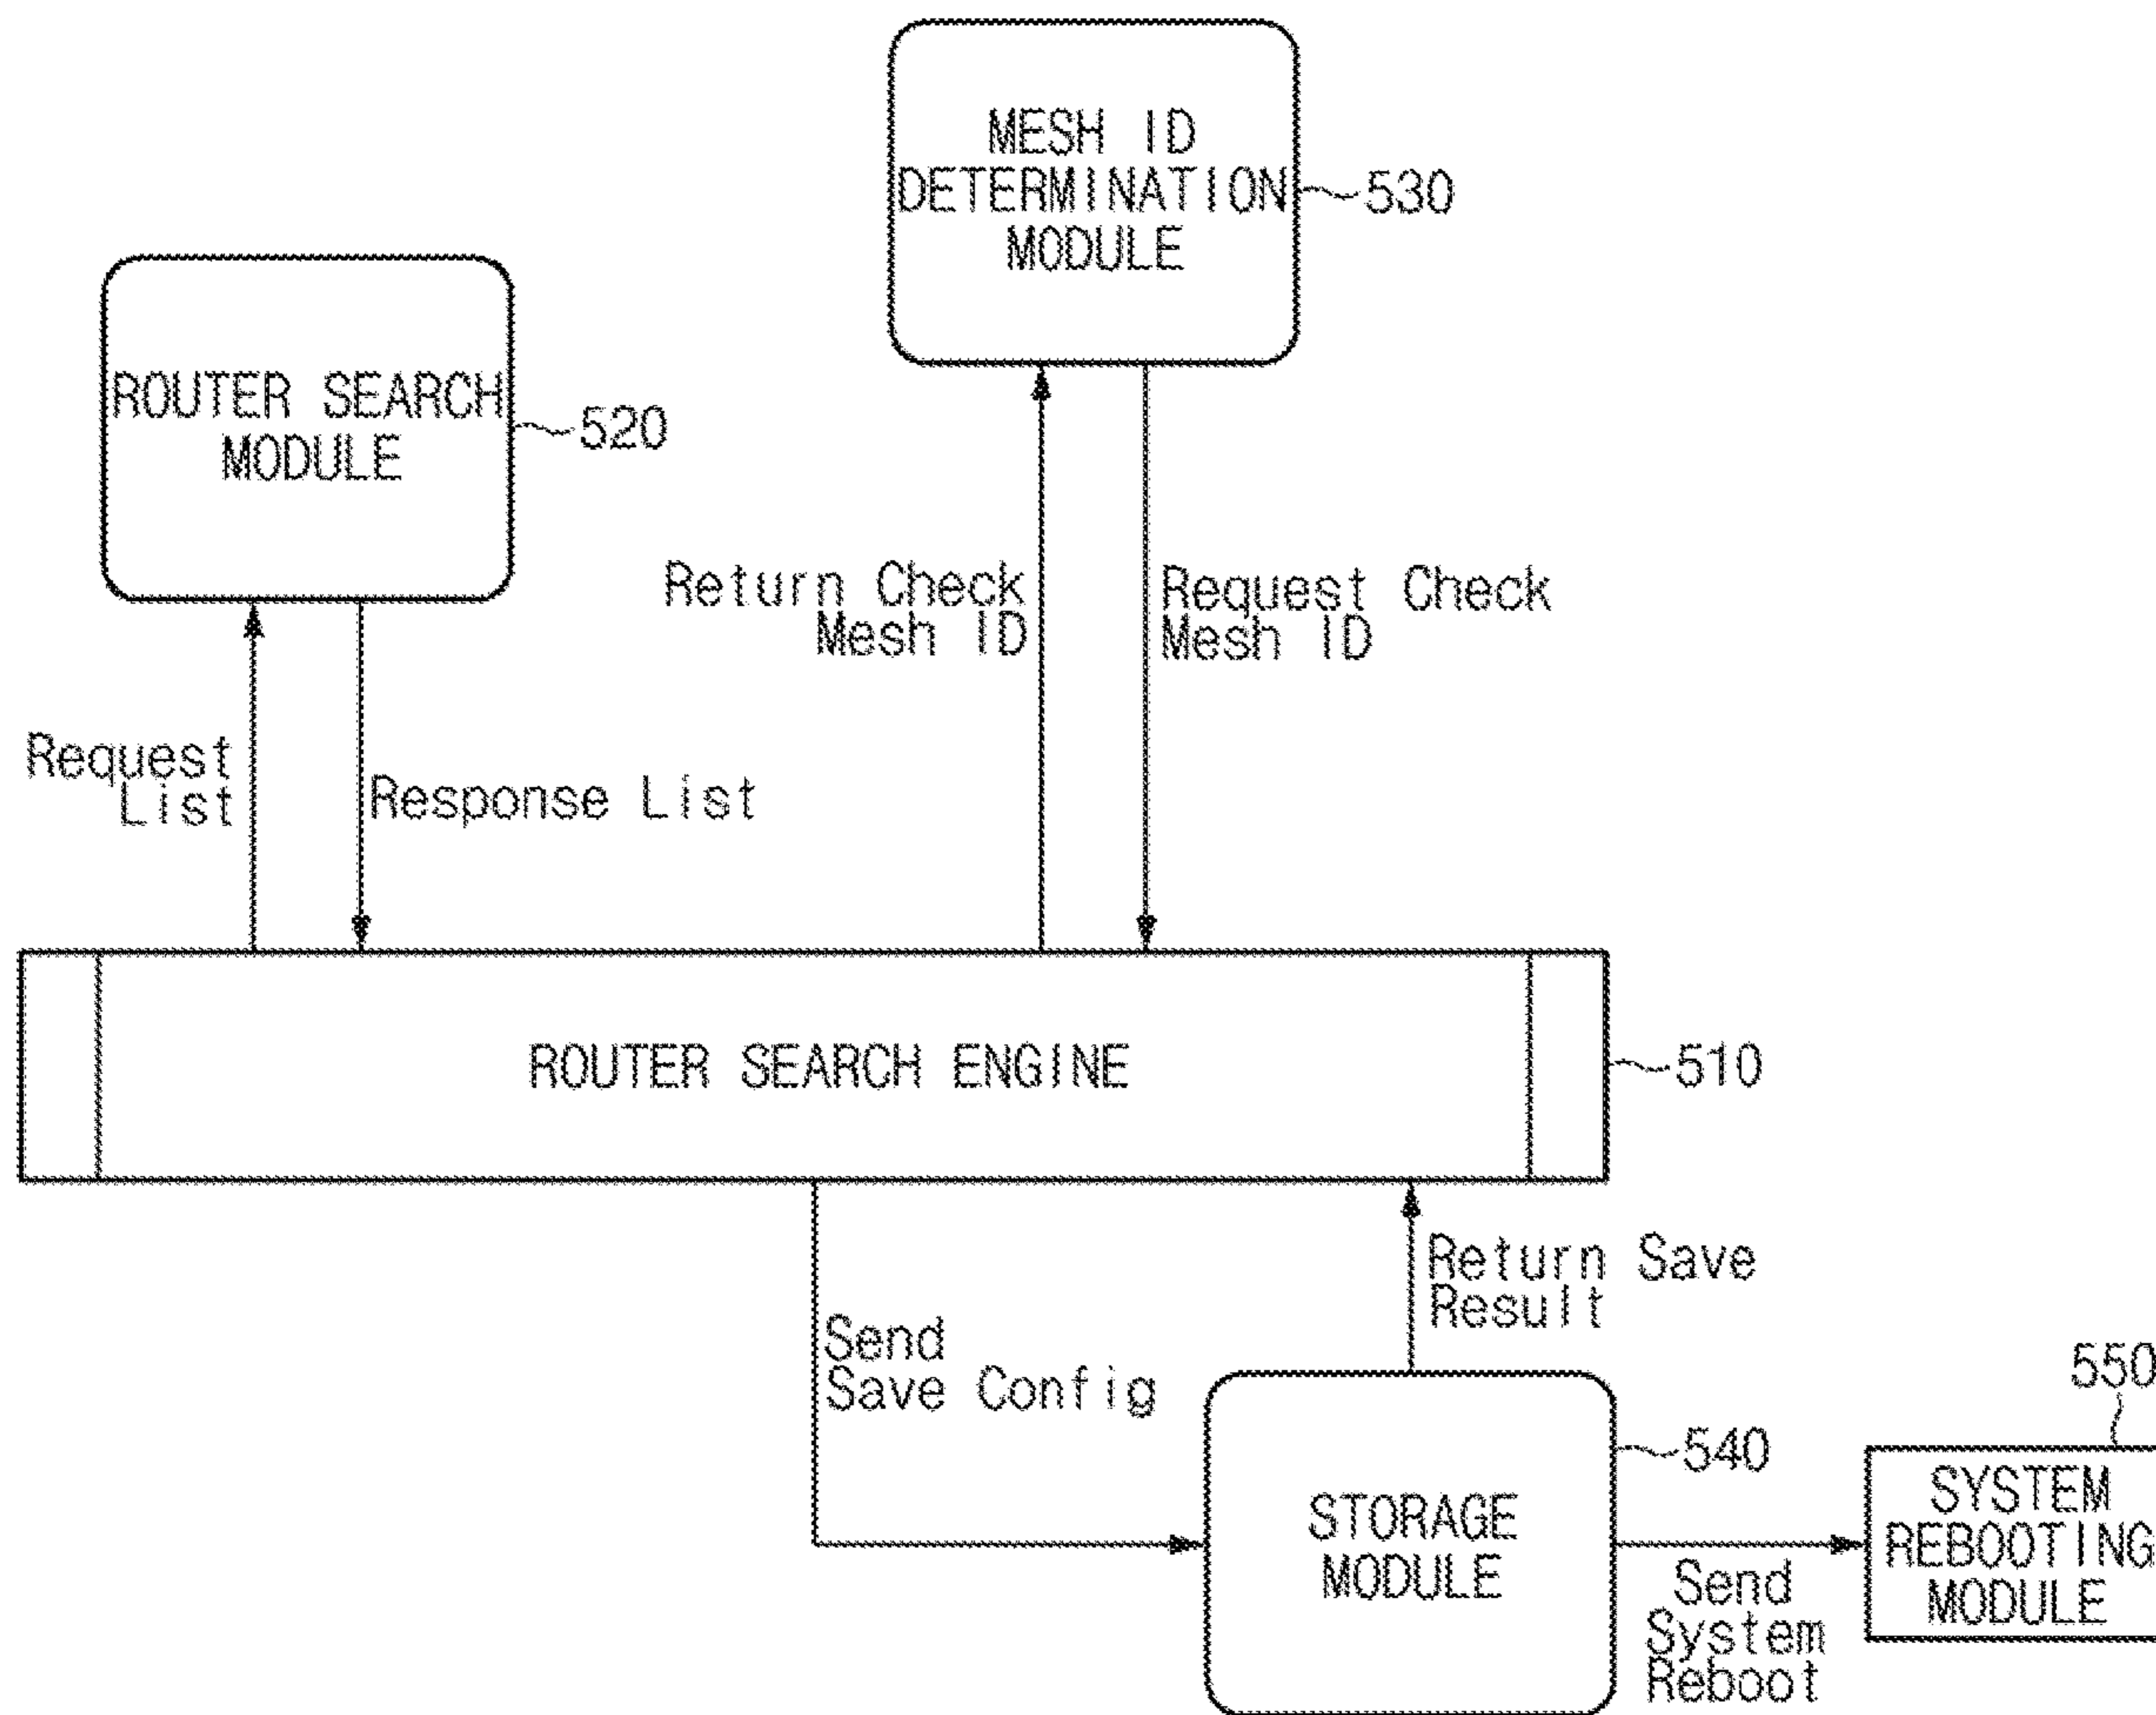 MESH ID
DETERMINATION
MODULE
530
ROUTER SEARCH
MODULE
520
Return Check
Mesh ID
Request Check
Mesh ID
Request
List
Response List
ROUTER SEARCH ENGINE
510
Send
Save Config
Return Save
Result
540
STORAGE
MODULE
550
SYSTEM
REBOOTING
MODULE
Send
System
Reboot